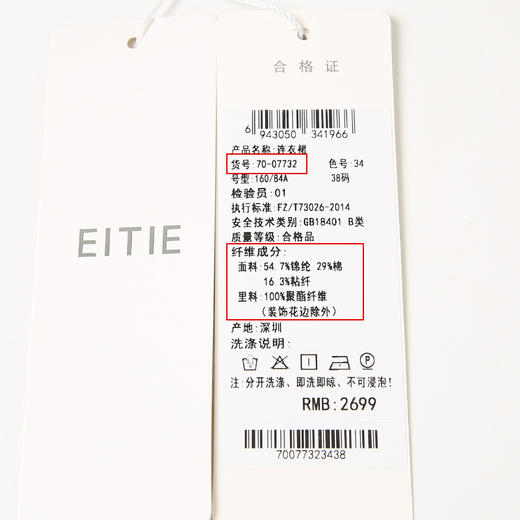 EITIE
合格证
6 943050 341966
产品名称:连衣裙
货号:70-07732 色号:34
号型:160/84A 38码
检验员:01
执行标准:FZ/T73026-2014
安全技术类别:GB18401 B类
质量等级:合格品
纤维成分:
面料:54.7%锦纶 29%棉
16.3%粘纤
里料:100%聚酯纤维
(装饰花边除外)
产地:深圳
洗涤说明:
注:分开洗涤、即洗即晾、不可浸泡!
RMB:2699
70077323438